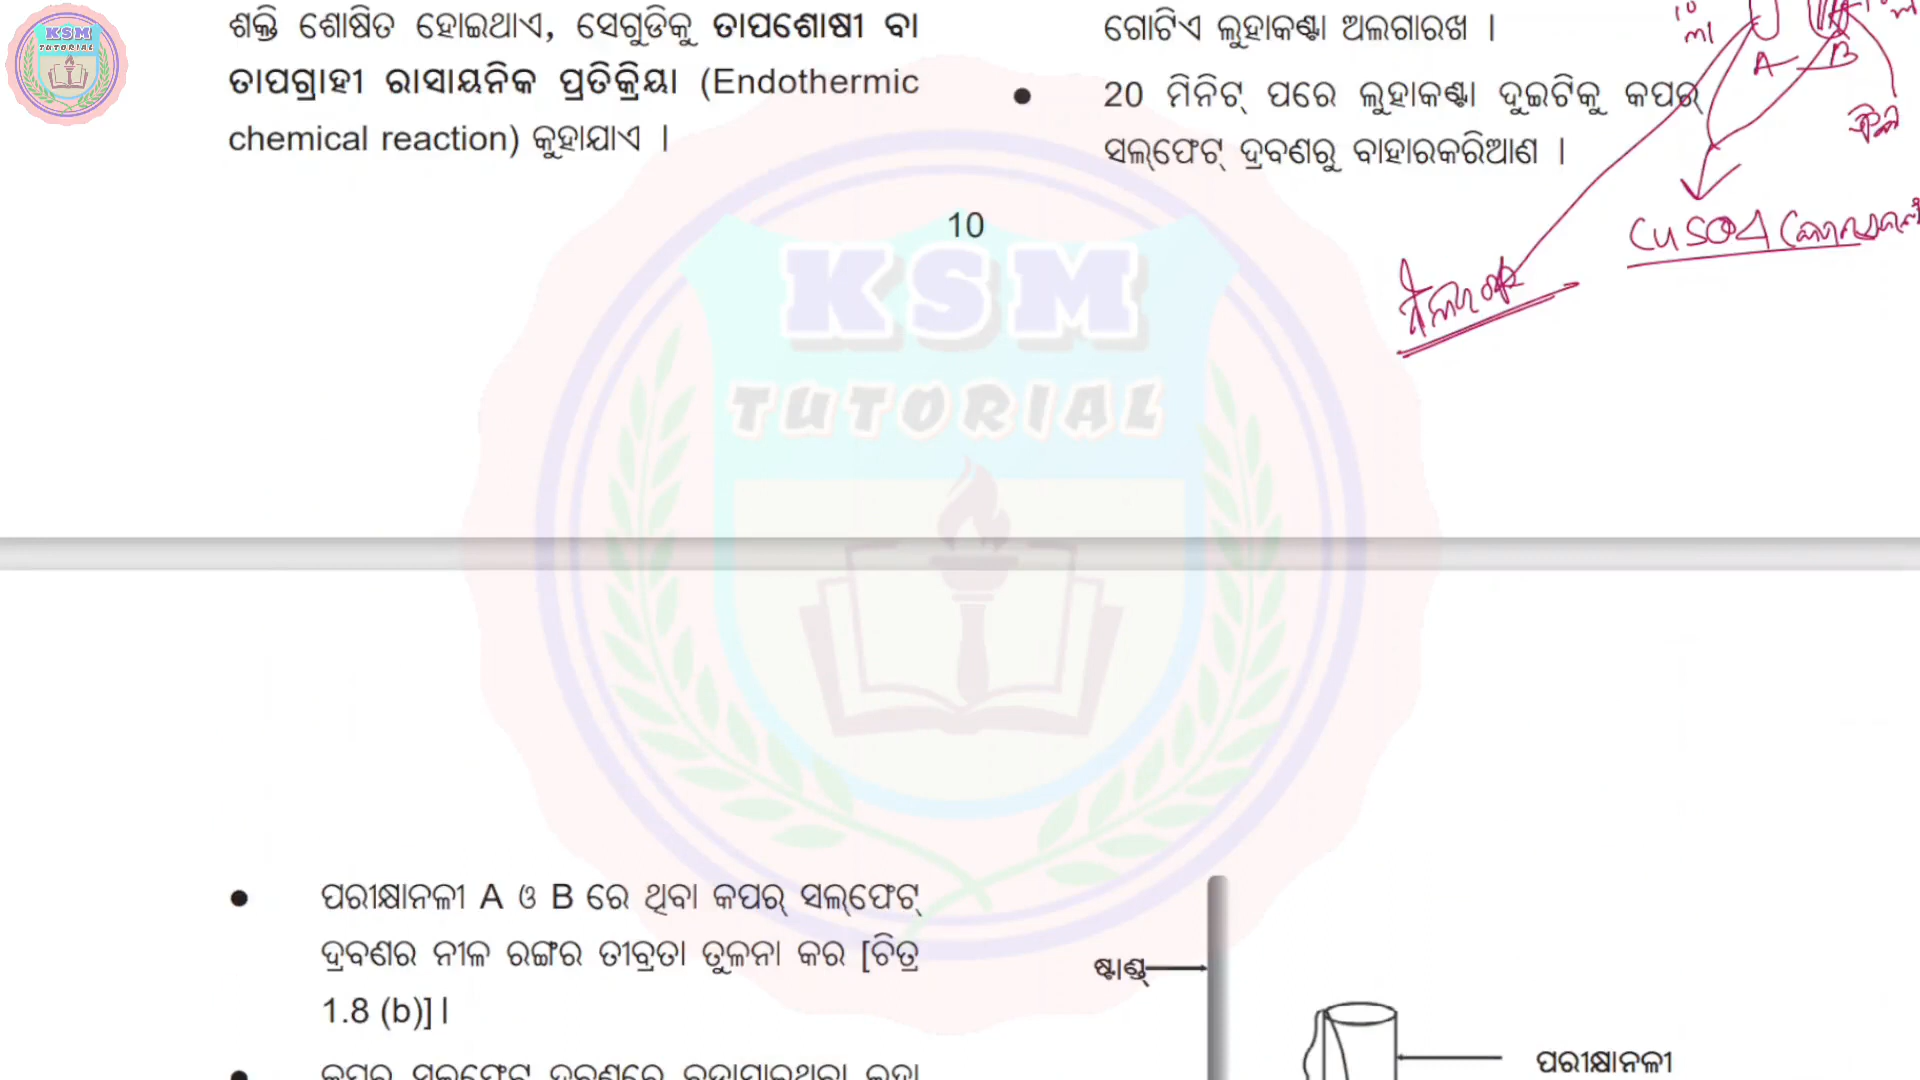 KSM
TUTORIAL
ଶକ୍ତି ଶୋଷିତ ହୋଇଥାଏ, ସେଗୁଡିକୁ ତାପଶୋଷୀ ବା
ତାପଗ୍ରାହୀ ରାସାୟନିକ ପ୍ରତିକ୍ରିୟା (Endothermic
chemical reaction) କୁହାଯାଏ ।
ଗୋଟିଏ ଲୁହାକଣ୍ଟା ଅଲଗାରଖ ।
● 20 ମିନିଟ୍ ପରେ ଲୁହାକଣ୍ଟା ଦୁଇଟିକୁ କପର୍
ସଲ୍‌ଫେଟ୍ ଦ୍ରବଣରୁ ବାହାରକରିଆଣ ।
10
ml
A
B
CuSO4
10
KSM
TUTORIAL
● ପରୀକ୍ଷାନଳୀ A ଓ B ରେ ଥିବା କପର୍ ସଲ୍‌ଫେଟ୍
ଦ୍ରବଣର ନୀଳ ରଙ୍ଗର ତୀବ୍ରତା ତୁଳନା କର [ଚିତ୍ର
1.8 (b)]।
ଷ୍ଟାଣ୍ଡ୍
ପରୀକ୍ଷାନଳୀ